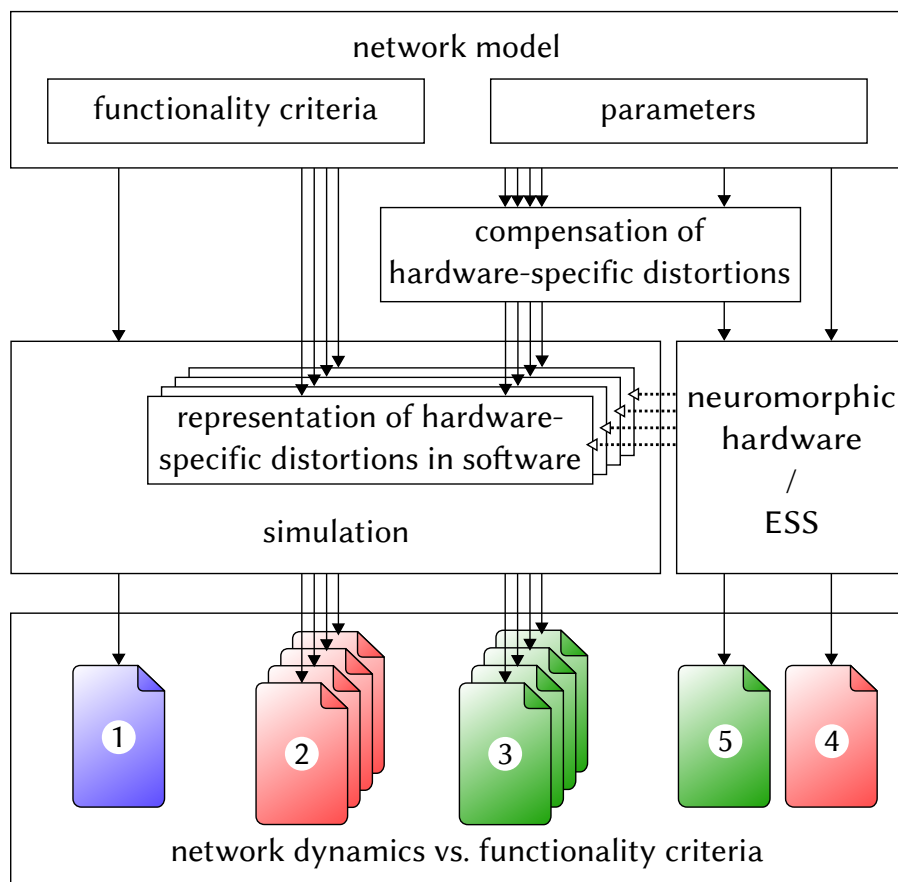 network model
functionality criteria
parameters
compensation of
hardware-specific distortions
representation of hardware-
specific distortions in software
simulation
neuromorphic
hardware
/
ESS
1
2
3
5
4
network dynamics vs. functionality criteria